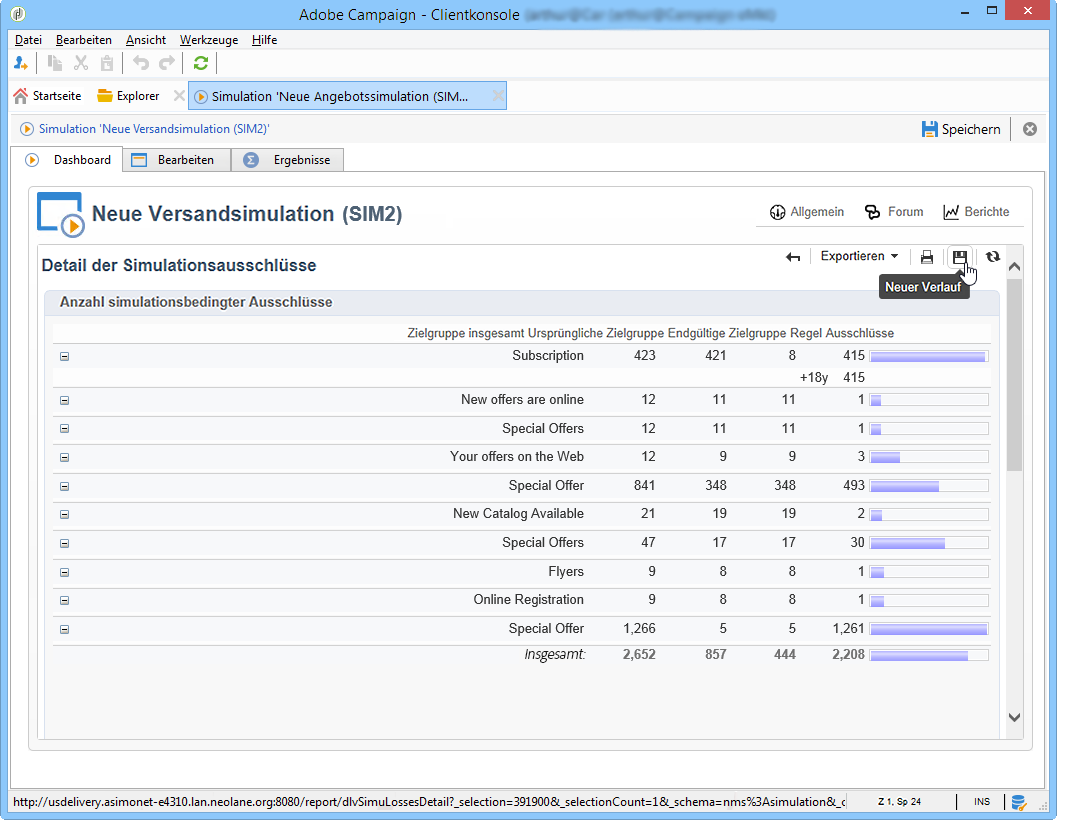 Adobe Campaign - Clientkonsole
Datei Bearbeiten Ansicht Werkzeuge Hilfe
Startseite Explorer Simulation 'Neue Angebotssimulation (SIM...
Simulation 'Neue Versandsimulation (SIM2)' Speichern
Dashboard Bearbeiten Ergebnisse
Neue Versandsimulation (SIM2) Allgemein Forum Berichte
Exportieren
Detail der Simulationsausschlüsse
Neuer Verlauf
Anzahl simulationsbedingter Ausschlüsse
Zielgruppe insgesamt Ursprüngliche Zielgruppe Endgültige Zielgruppe Regel Ausschlüsse
Subscription 423 421 8 415
+18y 415
New offers are online 12 11 11 1
Special Offers 12 11 11 1
Your offers on the Web 12 9 9 3
Special Offer 841 348 348 493
New Catalog Available 21 19 19 2
Special Offers 47 17 17 30
Flyers 9 8 8 1
Online Registration 9 8 8 1
Special Offer 1,266 5 5 1,261
Insgesamt: 2,652 857 444 2,208
http://usdelivery.asimonet-e4310.lan.neolane.org:8080/report/dlvSimuLossesDetail?_selection=391900&_selectionCount=1&_schema=nms%3Asimulation&_c Z 1, Sp 24 INS